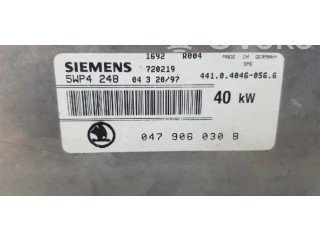 1692 R004
MADE IN GERMANY
SIEMENS 720219 SME
5WP4 248 04 3 20/97 441.0.4046-056.6
40 kW
047 906 030 B